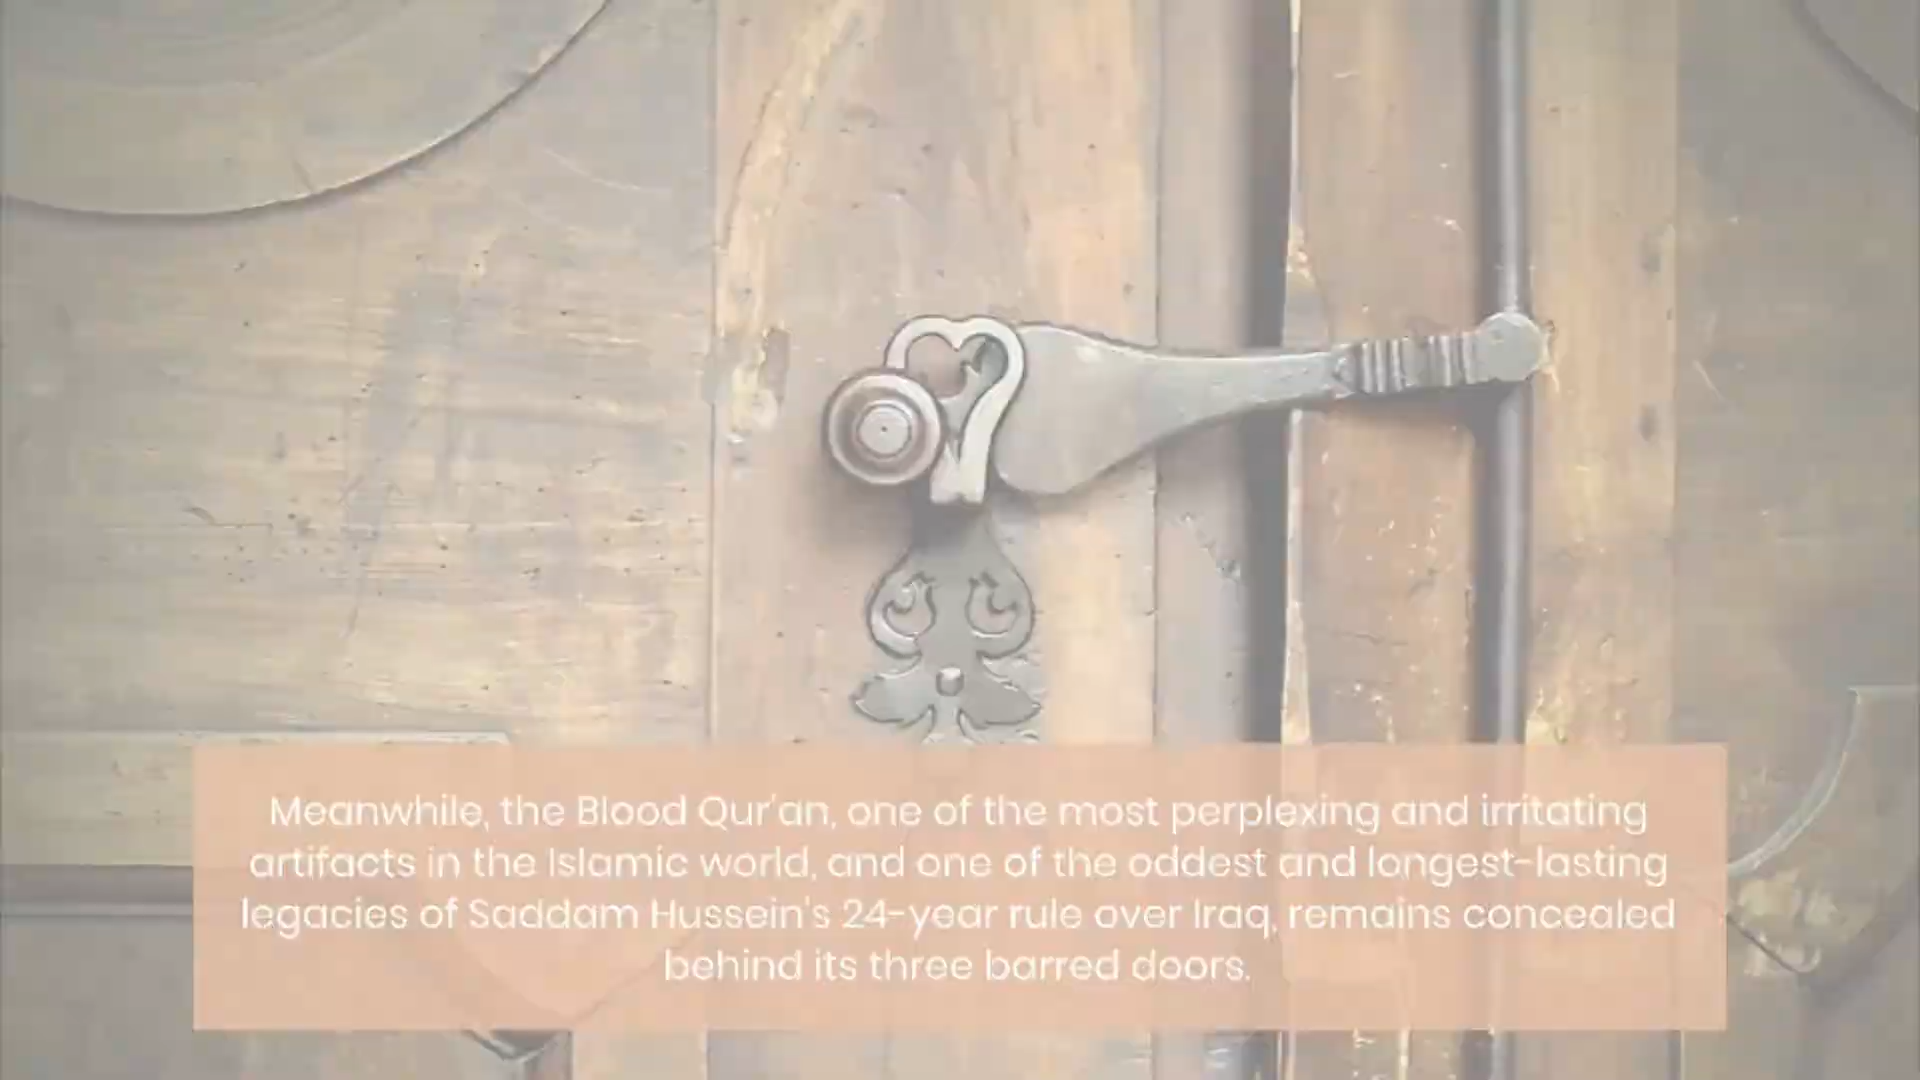 Meanwhile, the Blood Qur'an, one of the most perplexing and irritating
artifacts in the Islamic world, and one of the oddest and longest-lasting
legacies of Saddam Hussein's 24-year rule over Iraq, remains concealed
behind its three barred doors.